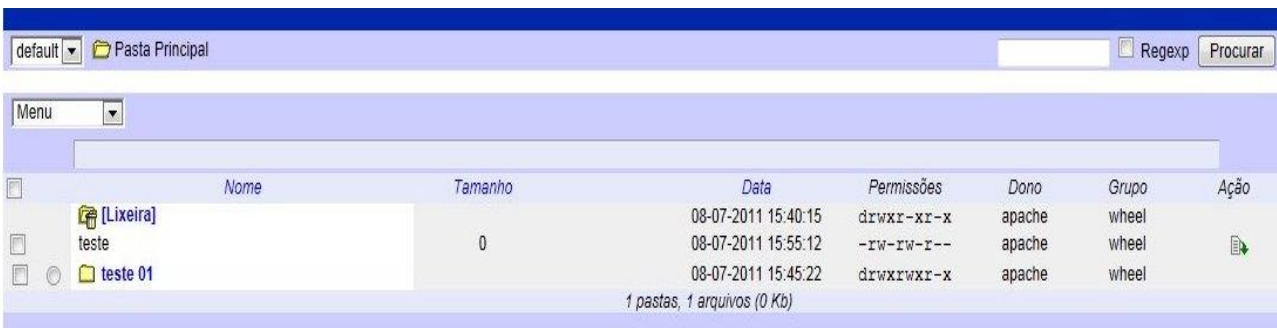 default Pasta Principal Regexp Procurar
Menu
Nome Tamanho Data Permissões Dono Grupo Ação
[Lixeira] 08-07-2011 15:40:15 drwxr-xr-x apache wheel
teste 0 08-07-2011 15:55:12 -rw-rw-r-- apache wheel
teste 01 08-07-2011 15:45:22 drwxrwxr-x apache wheel
1 pastas, 1 arquivos (0 Kb)